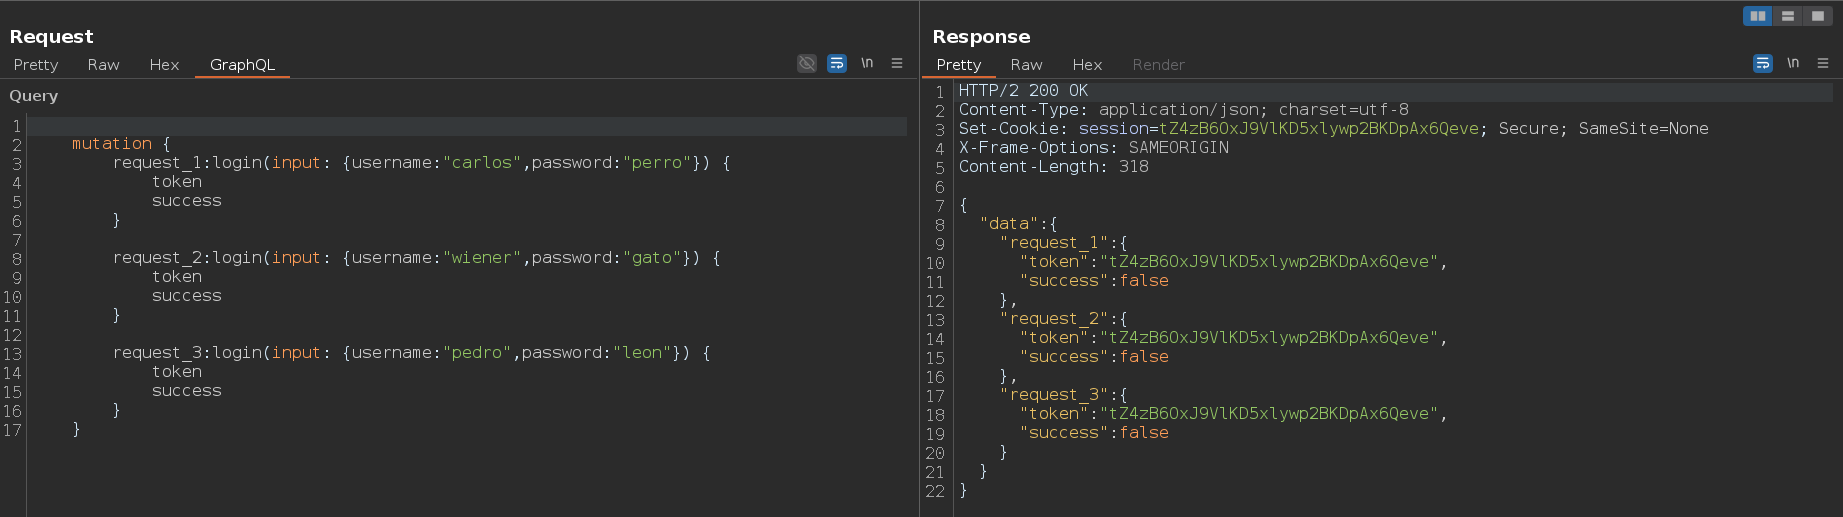 Request
Pretty Raw Hex GraphQL \n
Query
1
2 mutation {
3 request_1:login(input: {username:"carlos",password:"perro"}) {
4 token
5 success
6 }
7
8 request_2:login(input: {username:"wiener",password:"gato"}) {
9 token
10 success
11 }
12
13 request_3:login(input: {username:"pedro",password:"leon"}) {
14 token
15 success
16 }
17 }
Response
Pretty Raw Hex Render \n
1 HTTP/2 200 OK
2 Content-Type: application/json; charset=utf-8
3 Set-Cookie: session=tZ4zB6OxJ9VlKD5xlywp2BKDpAx6Qeve; Secure; SameSite=None
4 X-Frame-Options: SAMEORIGIN
5 Content-Length: 318
6
7 {
8 "data":{
9 "request_1":{
10 "token":"tZ4zB6OxJ9VlKD5xlywp2BKDpAx6Qeve",
11 "success":false
12 },
13 "request_2":{
14 "token":"tZ4zB6OxJ9VlKD5xlywp2BKDpAx6Qeve",
15 "success":false
16 },
17 "request_3":{
18 "token":"tZ4zB6OxJ9VlKD5xlywp2BKDpAx6Qeve",
19 "success":false
20 }
21 }
22 }